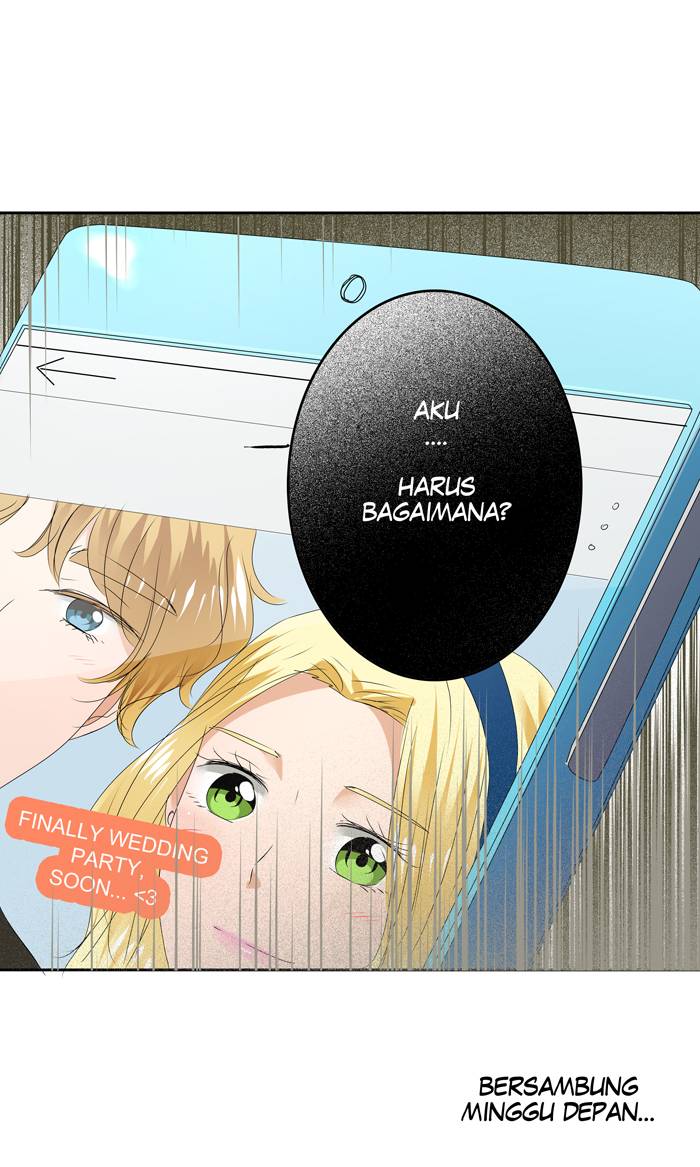 AKU
....
HARUS
BAGAIMANA?
FINALLY WEDDING
PARTY,
SOON... <3
BERSAMBUNG
MINGGU DEPAN...